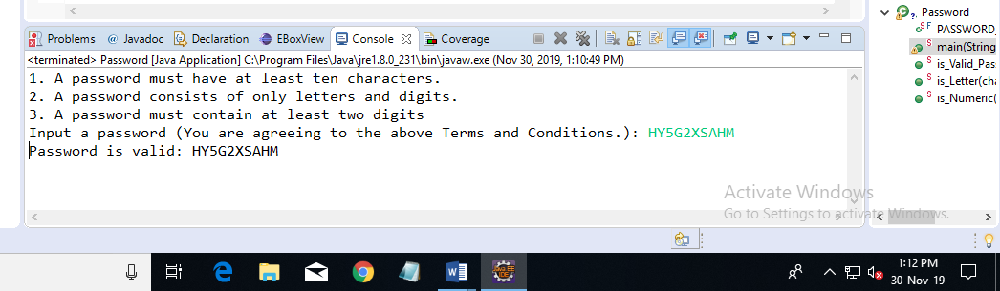 Problems @ Javadoc Declaration EBoxView Console Coverage
<terminated> Password [Java Application] C:\Program Files\Java\jre1.8.0_231\bin\javaw.exe (Nov 30, 2019, 1:10:49 PM)
1. A password must have at least ten characters.
2. A password consists of only letters and digits.
3. A password must contain at least two digits
Input a password (You are agreeing to the above Terms and Conditions.): HY5G2XSAHM
Password is valid: HY5G2XSAHM
Password
PASSWORD_
main(String
is_Valid_Pas
is_Letter(cha
is_Numeric(
Activate Windows
Go to Settings to activate Windows.
1:12 PM
30-Nov-19